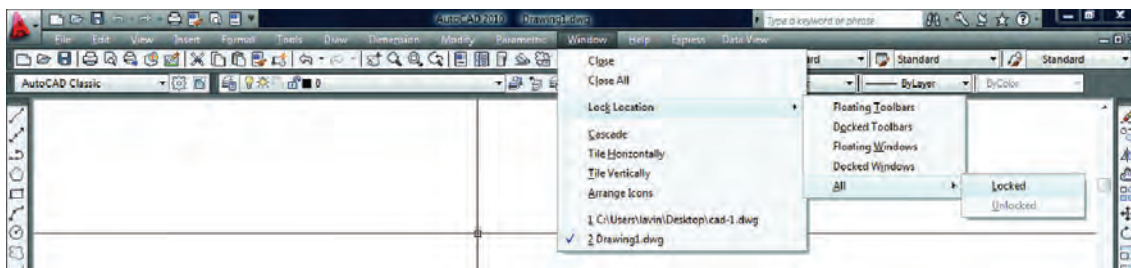 AutoCAD 2010 Drawing1.dwg Type a keyword or phrase
File Edit View Insert Format Tools Draw Dimension Modify Parametric Window Help Express Data View
Standard Standard
AutoCAD Classic 0 ByLayer ByColor
Close
Close All
Lock Location
Cascade
Tile Horizontally
Tile Vertically
Arrange Icons
1 C:\Users\lavin\Desktop\cad-1.dwg
2 Drawing1.dwg
Floating Toolbars
Docked Toolbars
Floating Windows
Docked Windows
All
Locked
Unlocked